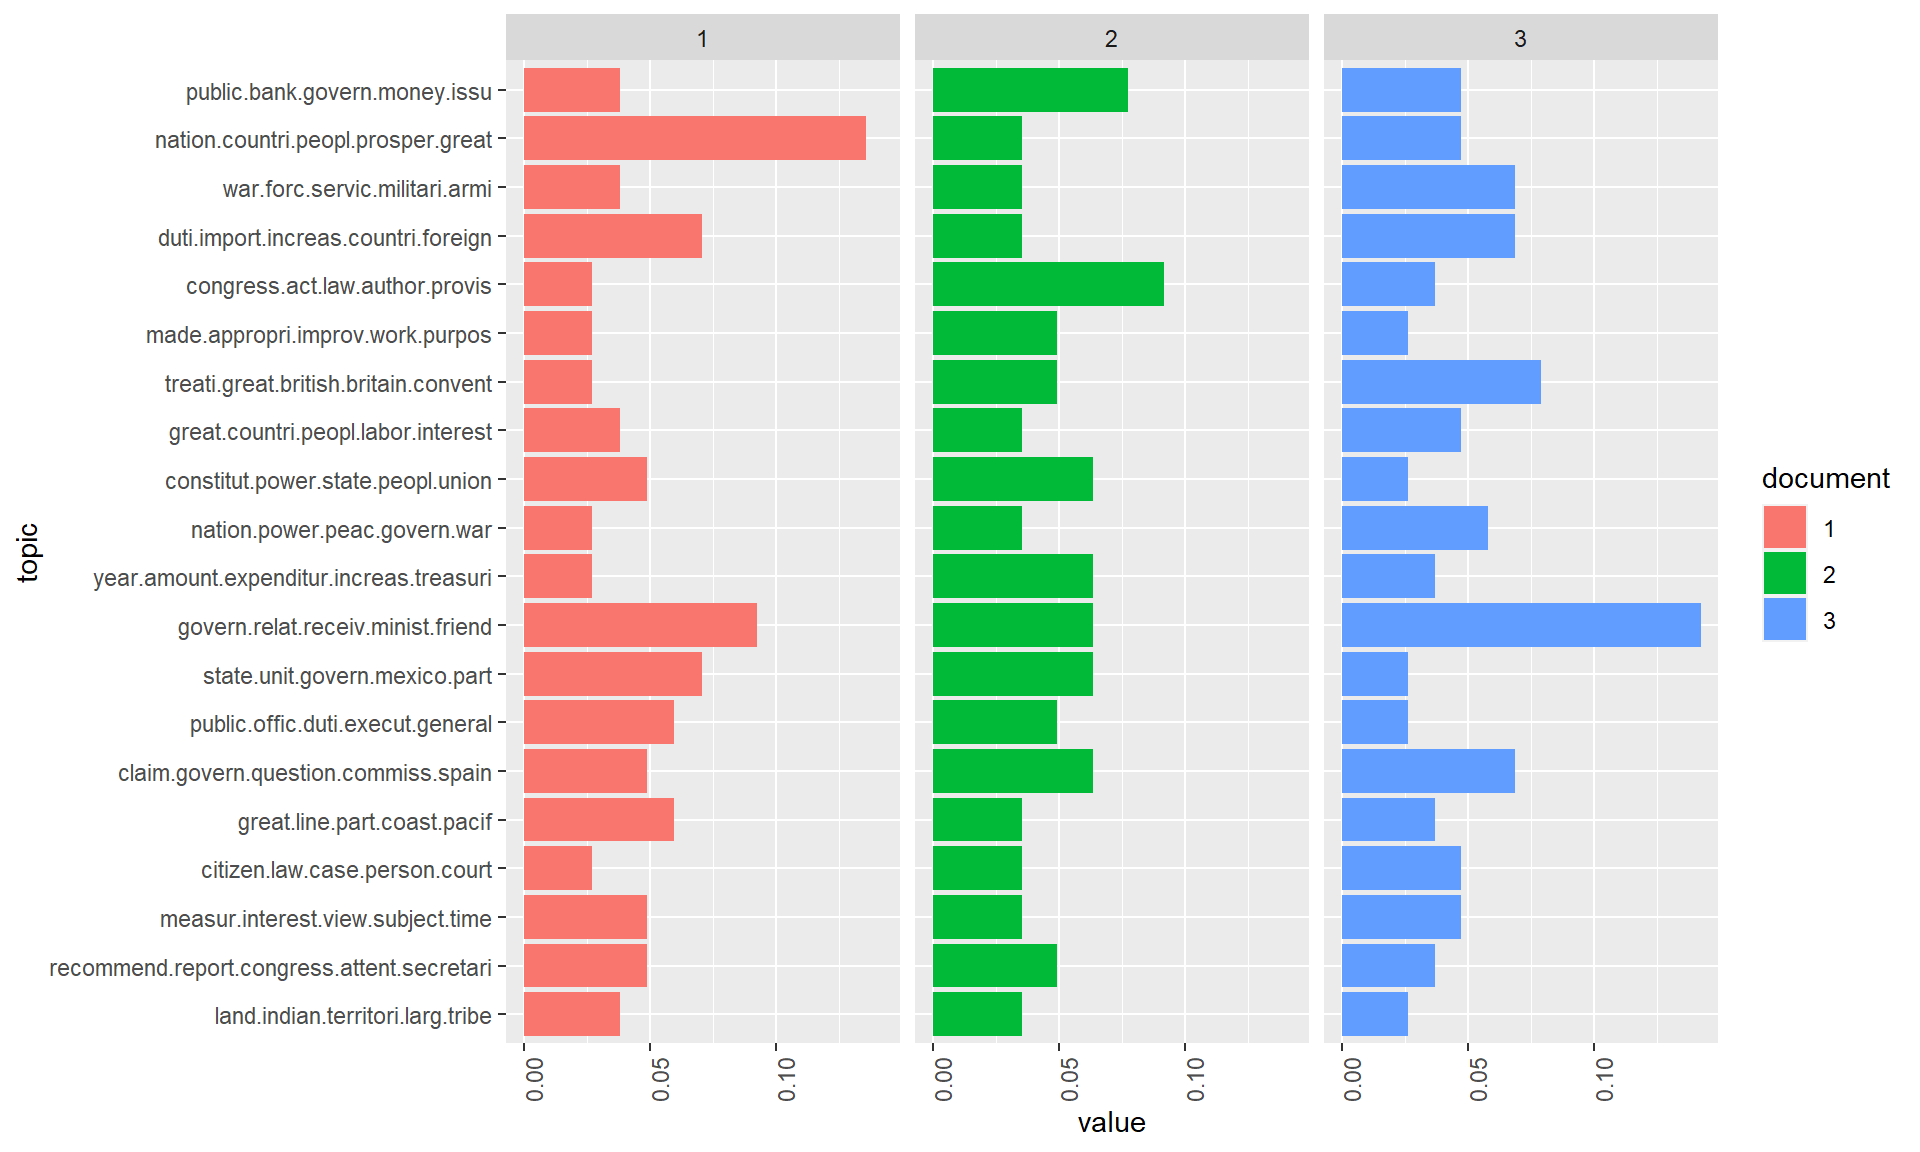 1
2
3
public.bank.govern.money.issu
nation.countri.peopl.prosper.great
war.forc.servic.militari.armi
duti.import.increas.countri.foreign
congress.act.law.author.provis
made.appropri.improv.work.purpos
treati.great.british.britain.convent
great.countri.peopl.labor.interest
constitut.power.state.peopl.union
nation.power.peac.govern.war
year.amount.expenditur.increas.treasuri
govern.relat.receiv.minist.friend
state.unit.govern.mexico.part
public.offic.duti.execut.general
claim.govern.question.commiss.spain
great.line.part.coast.pacif
citizen.law.case.person.court
measur.interest.view.subject.time
recommend.report.congress.attent.secretari
land.indian.territori.larg.tribe
topic
0.00 0.05 0.10
0.00 0.05 0.10
0.00 0.05 0.10
value
document
1
2
3